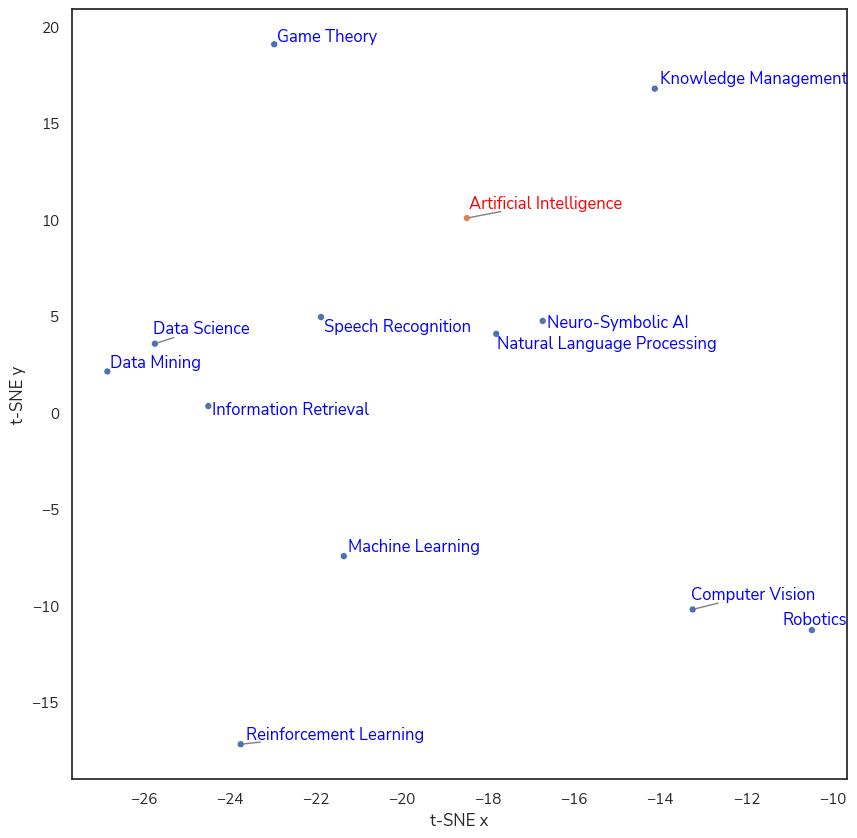 20
15
10
5
0
−5
−10
−15
t-SNE y
Game Theory
Knowledge Management
Artificial Intelligence
Neuro-Symbolic AI
Speech Recognition
Data Science
Natural Language Processing
Data Mining
Information Retrieval
Machine Learning
Computer Vision
Robotics
Reinforcement Learning
−26 −24 −22 −20 −18 −16 −14 −12 −10
t-SNE x